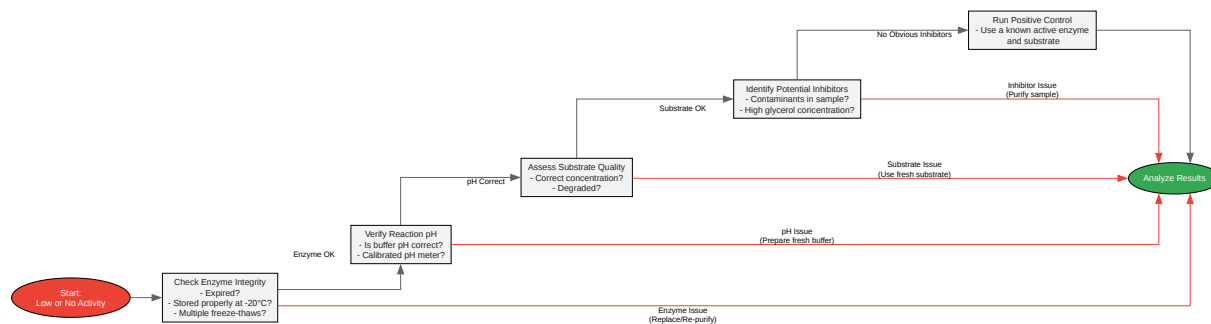 Start:
Low or No Activity
Check Enzyme Integrity
- Expired?
- Stored properly at -20°C?
- Multiple freeze-thaws?
Enzyme OK
Enzyme Issue
(Replace/Re-purify)
Verify Reaction pH
- Is buffer pH correct?
- Calibrated pH meter?
pH Correct
pH Issue
(Prepare fresh buffer)
Assess Substrate Quality
- Correct concentration?
- Degraded?
Substrate OK
Substrate Issue
(Use fresh substrate)
Identify Potential Inhibitors
- Contaminants in sample?
- High glycerol concentration?
No Obvious Inhibitors
Inhibitor Issue
(Purify sample)
Run Positive Control
- Use a known active enzyme
and substrate
Analyze Results